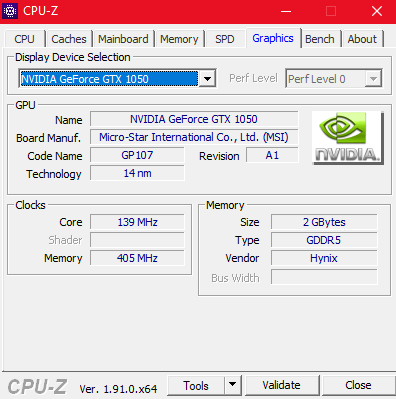 CPU-Z
CPU Caches Mainboard Memory SPD Graphics Bench About
Display Device Selection
NVIDIA GeForce GTX 1050 Perf Level Perf Level 0
GPU
Name NVIDIA GeForce GTX 1050
Board Manuf. Micro-Star International Co., Ltd. (MSI)
Code Name GP107 Revision A1
Technology 14 nm
nVIDIA.
Clocks
Core 139 MHz
Shader
Memory 405 MHz
Memory
Size 2 GBytes
Type GDDR5
Vendor Hynix
Bus Width
CPU-Z Ver. 1.91.0.x64 Tools Validate Close